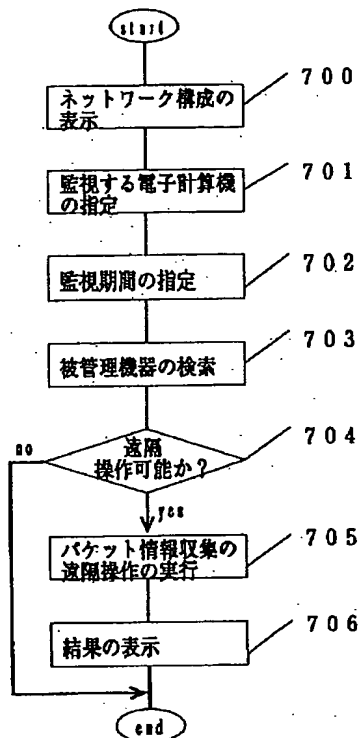 start
ネットワーク構成の
表示
700
監視する電子計算機
の指定
701
監視期間の指定
702
被管理機器の検索
703
遠隔
操作可能か?
704
no
yes
パケット情報収集の
遠隔操作の実行
705
結果の表示
706
end